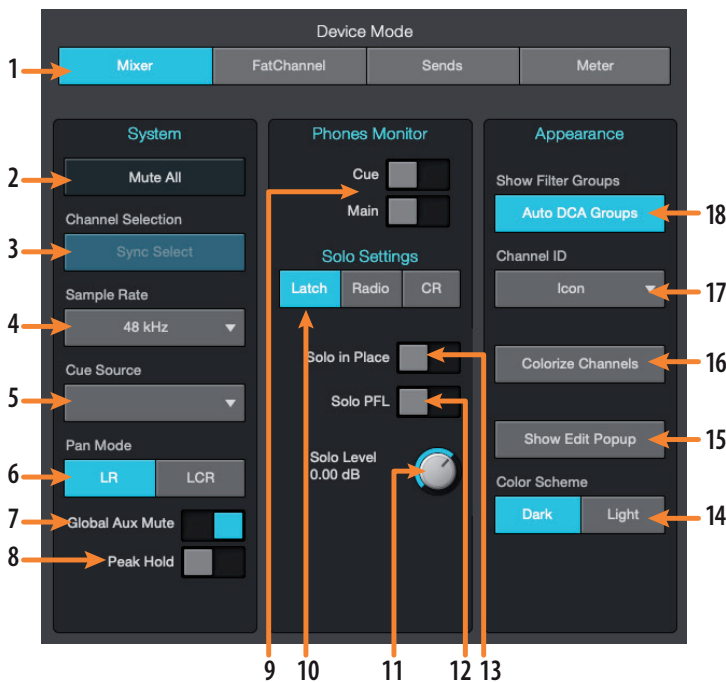 Device Mode
1
Mixer
FatChannel
Sends
Meter
System
2
Mute All
Channel Selection
3
Sync Select
Sample Rate
4
48 kHz
Cue Source
5
Pan Mode
6
LR
LCR
7
Global Aux Mute
8
Peak Hold
Phones Monitor
Cue
Main
Solo Settings
Latch
Radio
CR
Solo in Place
Solo PFL
Solo Level
0.00 dB
9
10
11
12
13
Appearance
Show Filter Groups
Auto DCA Groups
18
Channel ID
Icon
17
Colorize Channels
16
Show Edit Popup
15
Color Scheme
Dark
Light
14